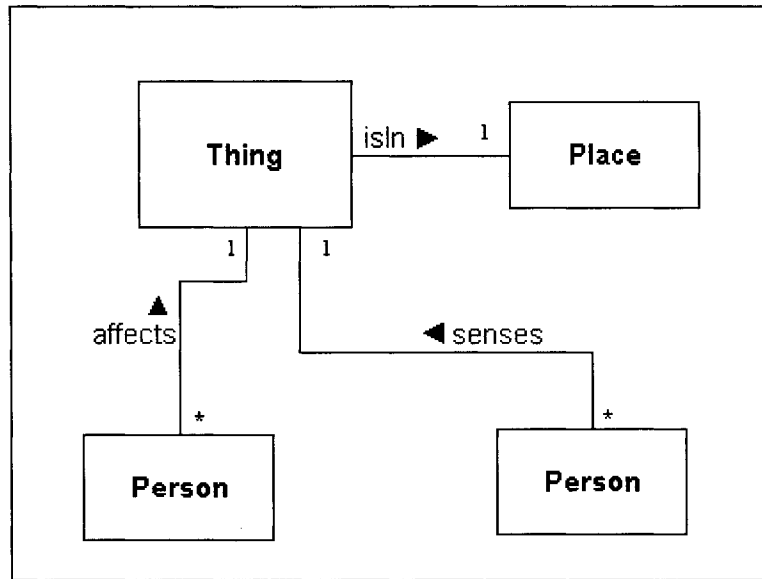 Thing
isIn ▶
1
Place
1
1
affects
◀ senses
*
*
Person
Person